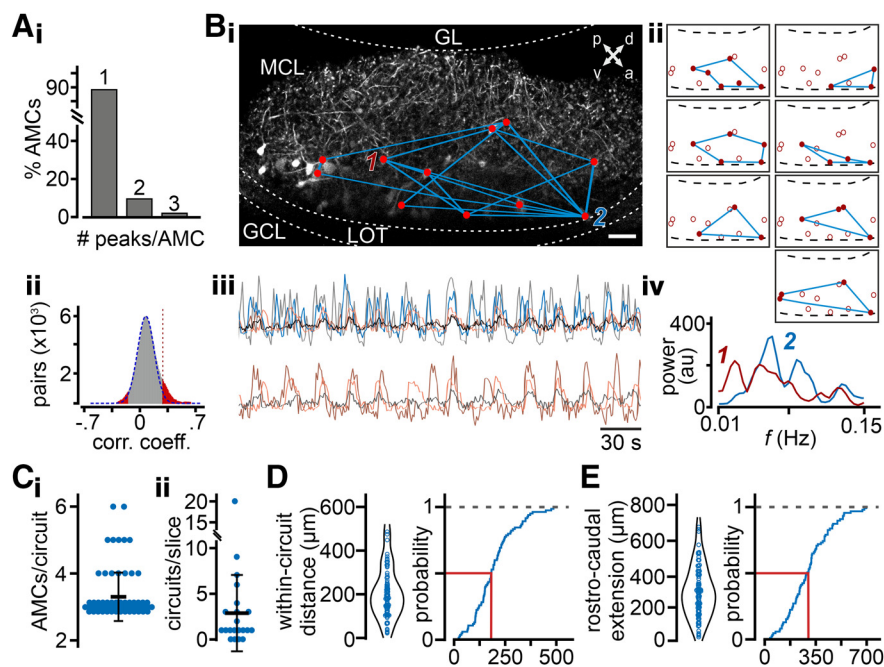 A i
% AMCs
90
40
20
0
1
2
3
# peaks/AMC
ii
pairs (x10³)
6
4
2
-.7
0
.7
corr. coeff.
B i
GL
MCL
p d
v a
1
2
GCL
LOT
ii
iii
30 s
iv
power (au)
400
0
1
2
0.01
0.15
f (Hz)
C i
AMCs/circuit
6
4
2
ii
circuits/slice
20
15
10
5
0
D
within-circuit
distance (µm)
600
400
200
0
probability
1
0
250
500
E
rostro-caudal
extension (µm)
800
600
400
200
0
probability
1
0
350
700